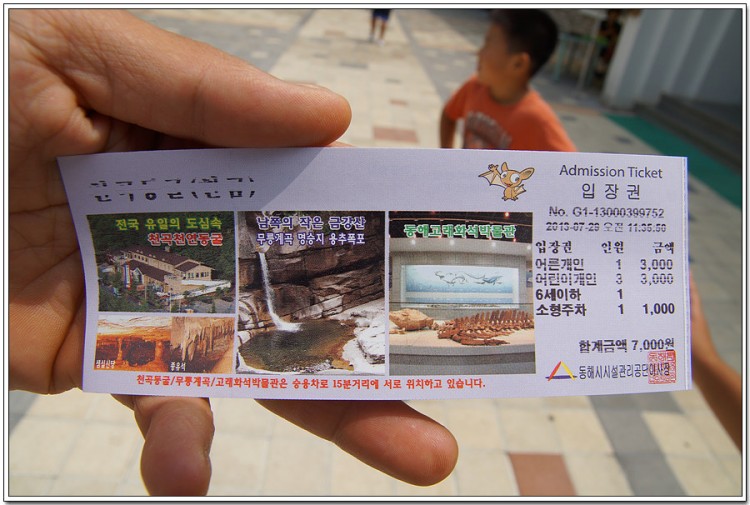 Admission Ticket
입장권
No. G1-13000399752
2013-07-29 오전 11.35.50
전국 유일의 도심속
천곡천연동굴
남쪽의 작은 금강산
무릉계곡 명승지 용추폭포
동해고래화석박물관
입장권 인원 금액
어른개인 1 3,000
어린이개인 3 3,000
6세이하 1
소형주차 1 1,000
합계금액 7,000원
종유석
천곡동굴/무릉계곡/고래화석박물관은 승용차로 15분거리에 서로 위치하고 있습니다.
동해시시설관리공단이사장